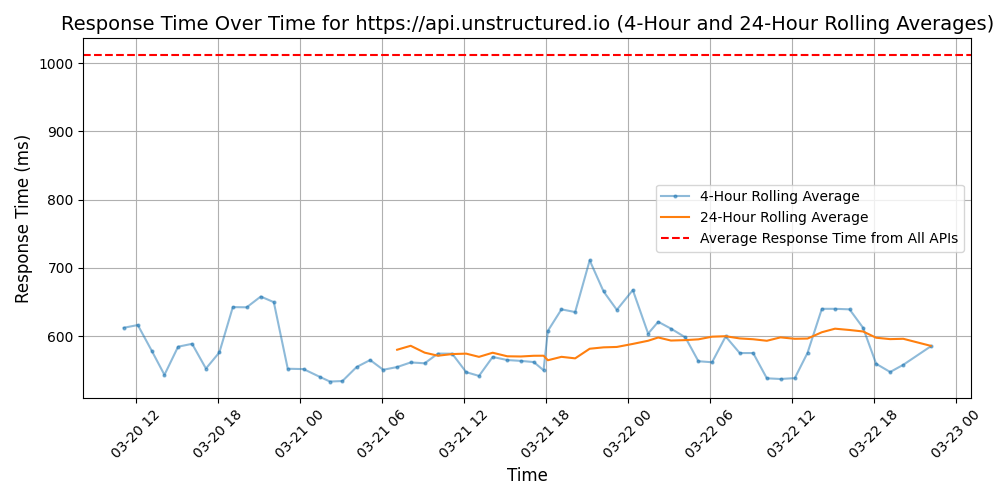 Response Time Over Time for https://api.unstructured.io (4-Hour and 24-Hour Rolling Averages)
Response Time (ms)
1000
900
800
700
600
4-Hour Rolling Average
24-Hour Rolling Average
Average Response Time from All APIs
03-20 12
03-20 18
03-21 00
03-21 06
03-21 12
03-21 18
03-22 00
03-22 06
03-22 12
03-22 18
03-23 00
Time